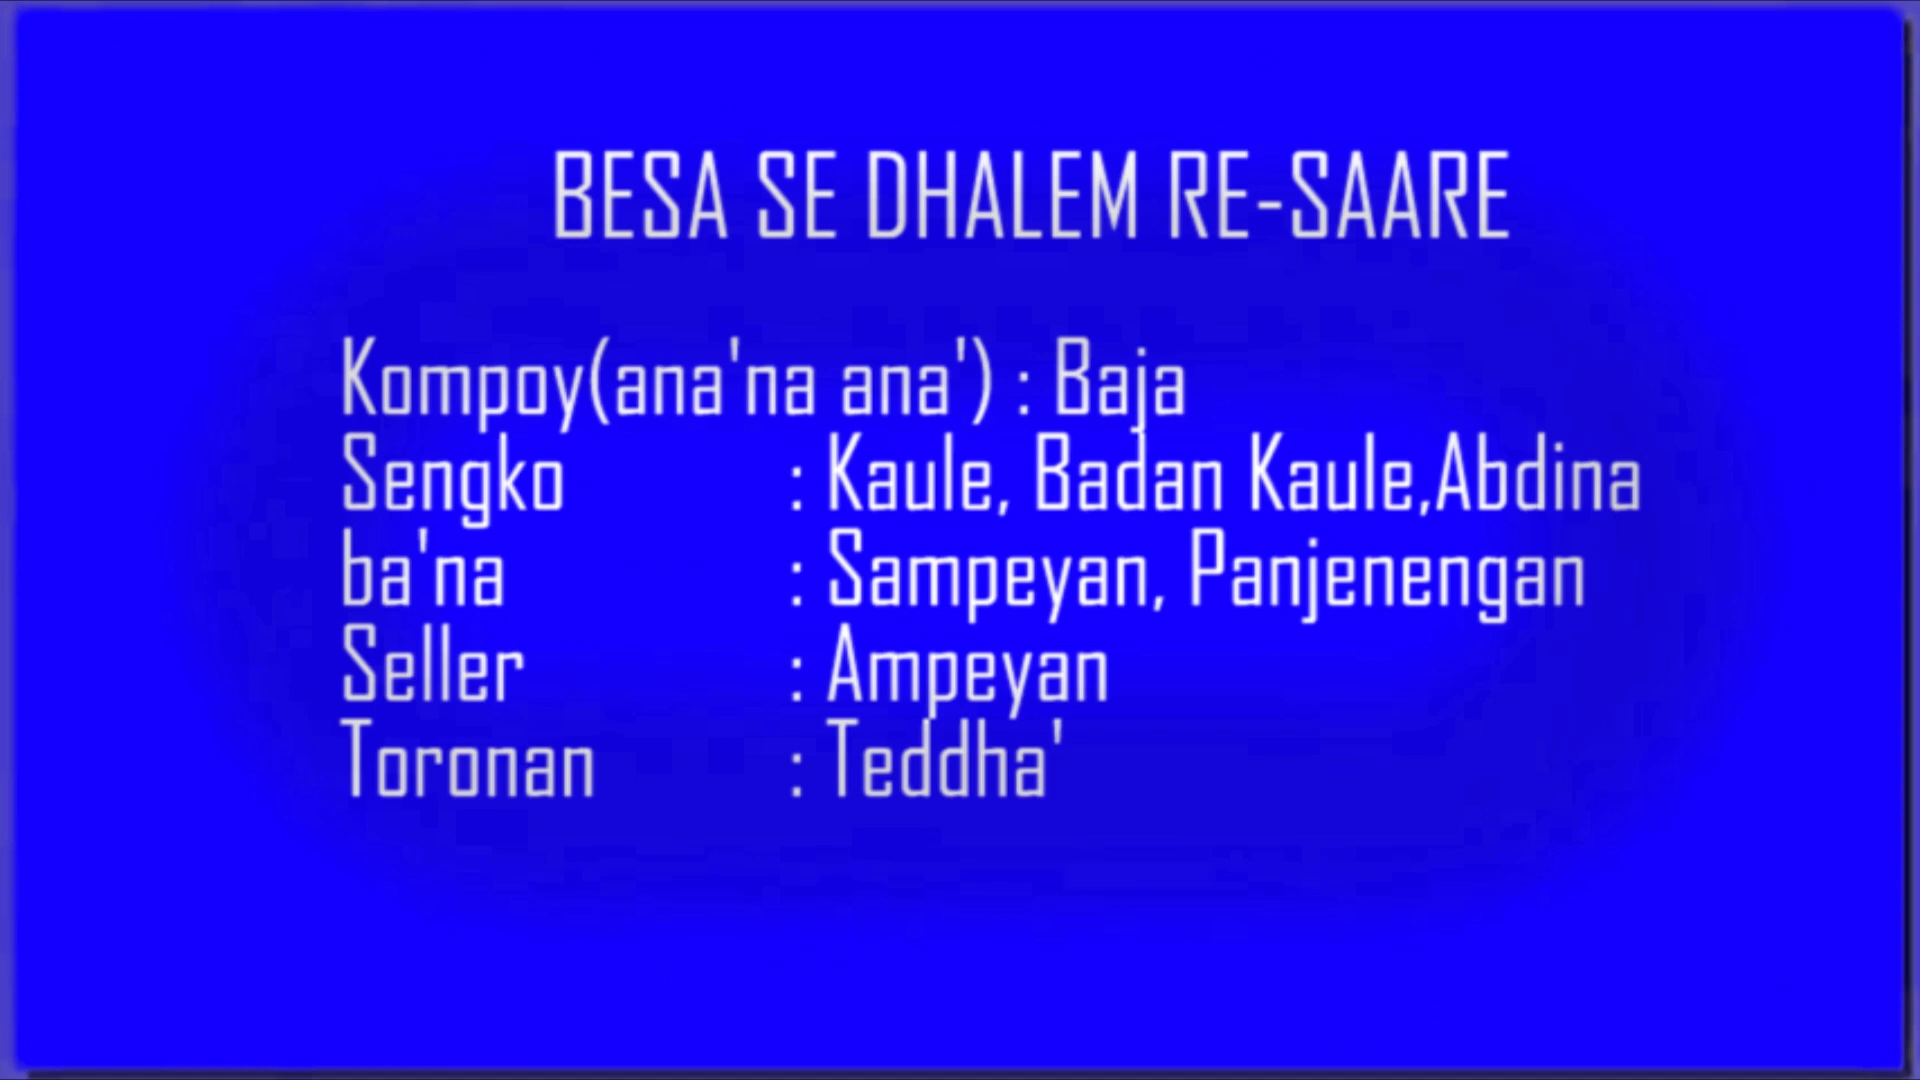 BESA SE DHALEM RE-SAARE
Kompoy(ana'na ana') : Baja
Sengko : Kaule, Badan Kaule,Abdina
ba'na : Sampeyan, Panjenengan
Seller : Ampeyan
Toronan : Teddha'